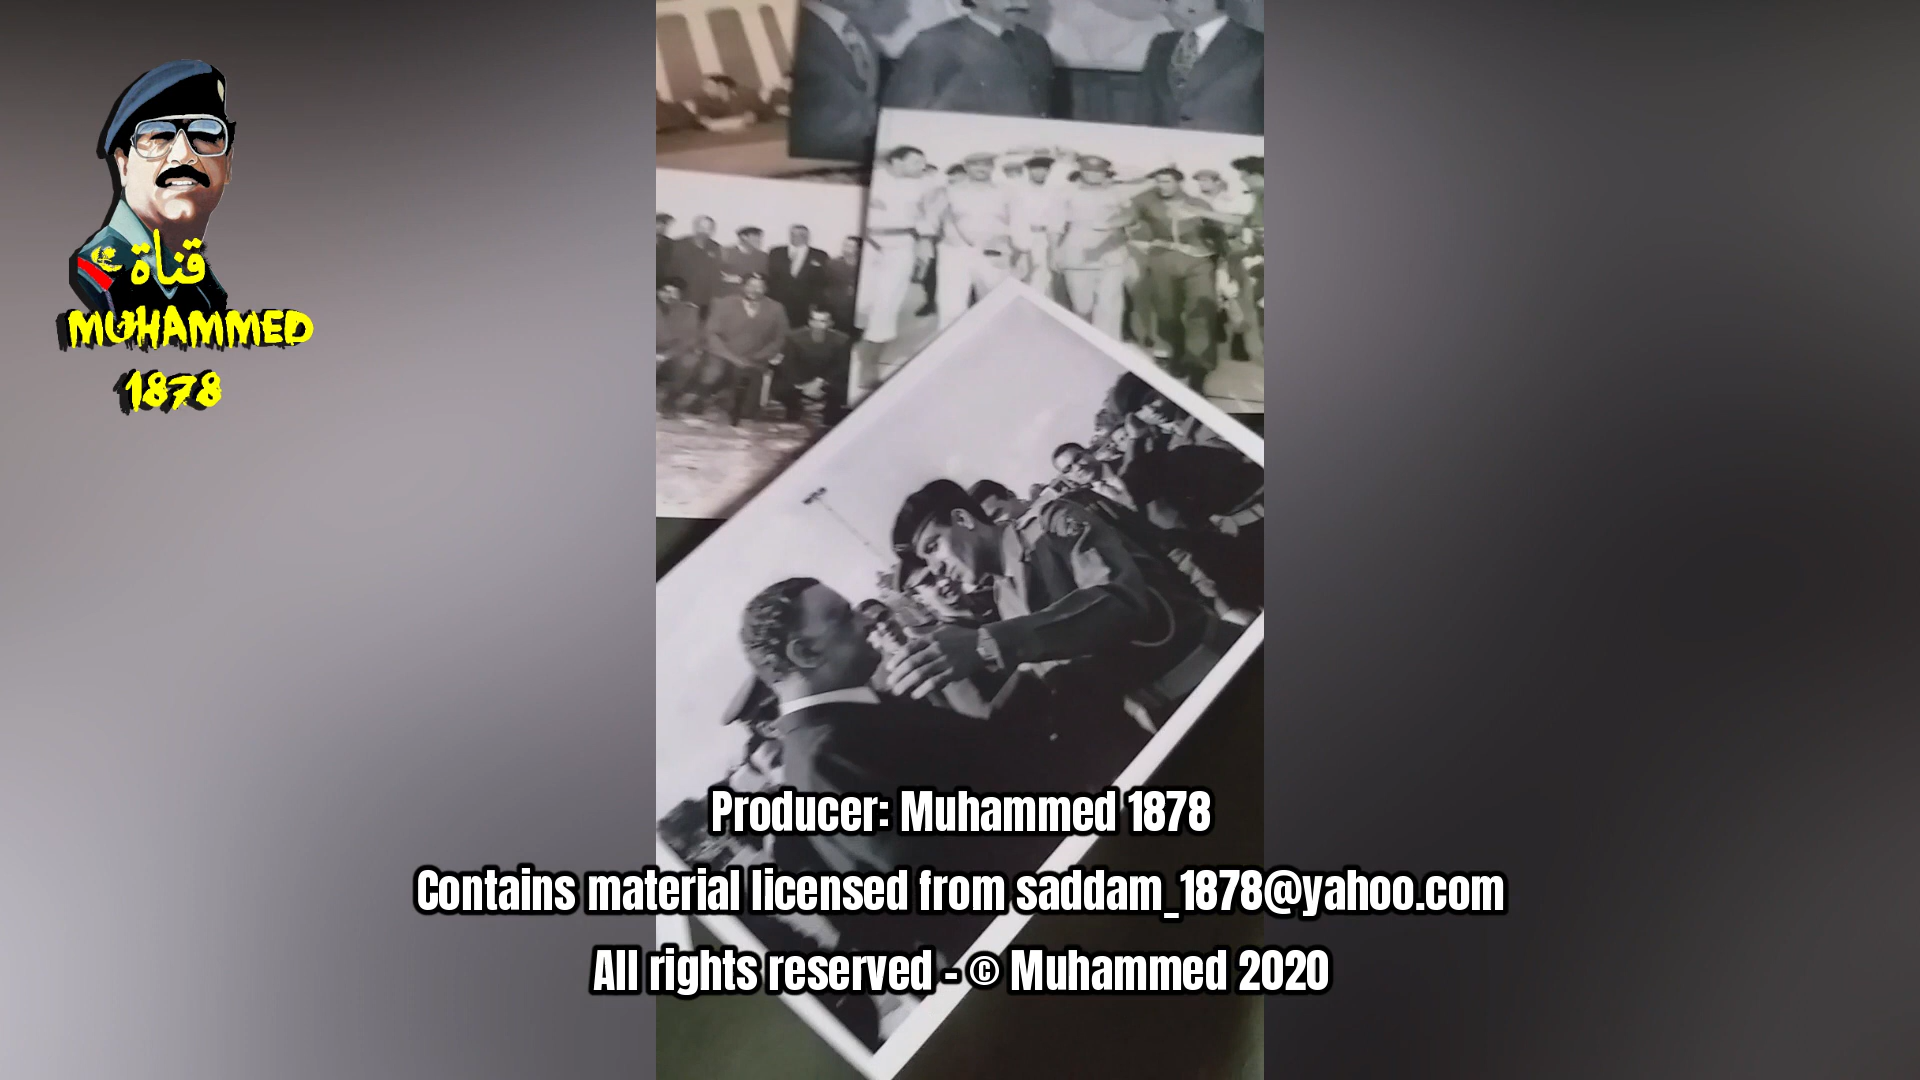 قناة
MUHAMMED
1878
Producer: Muhammed 1878
Contains material licensed from saddam_1878@yahoo.com
All rights reserved - © Muhammed 2020